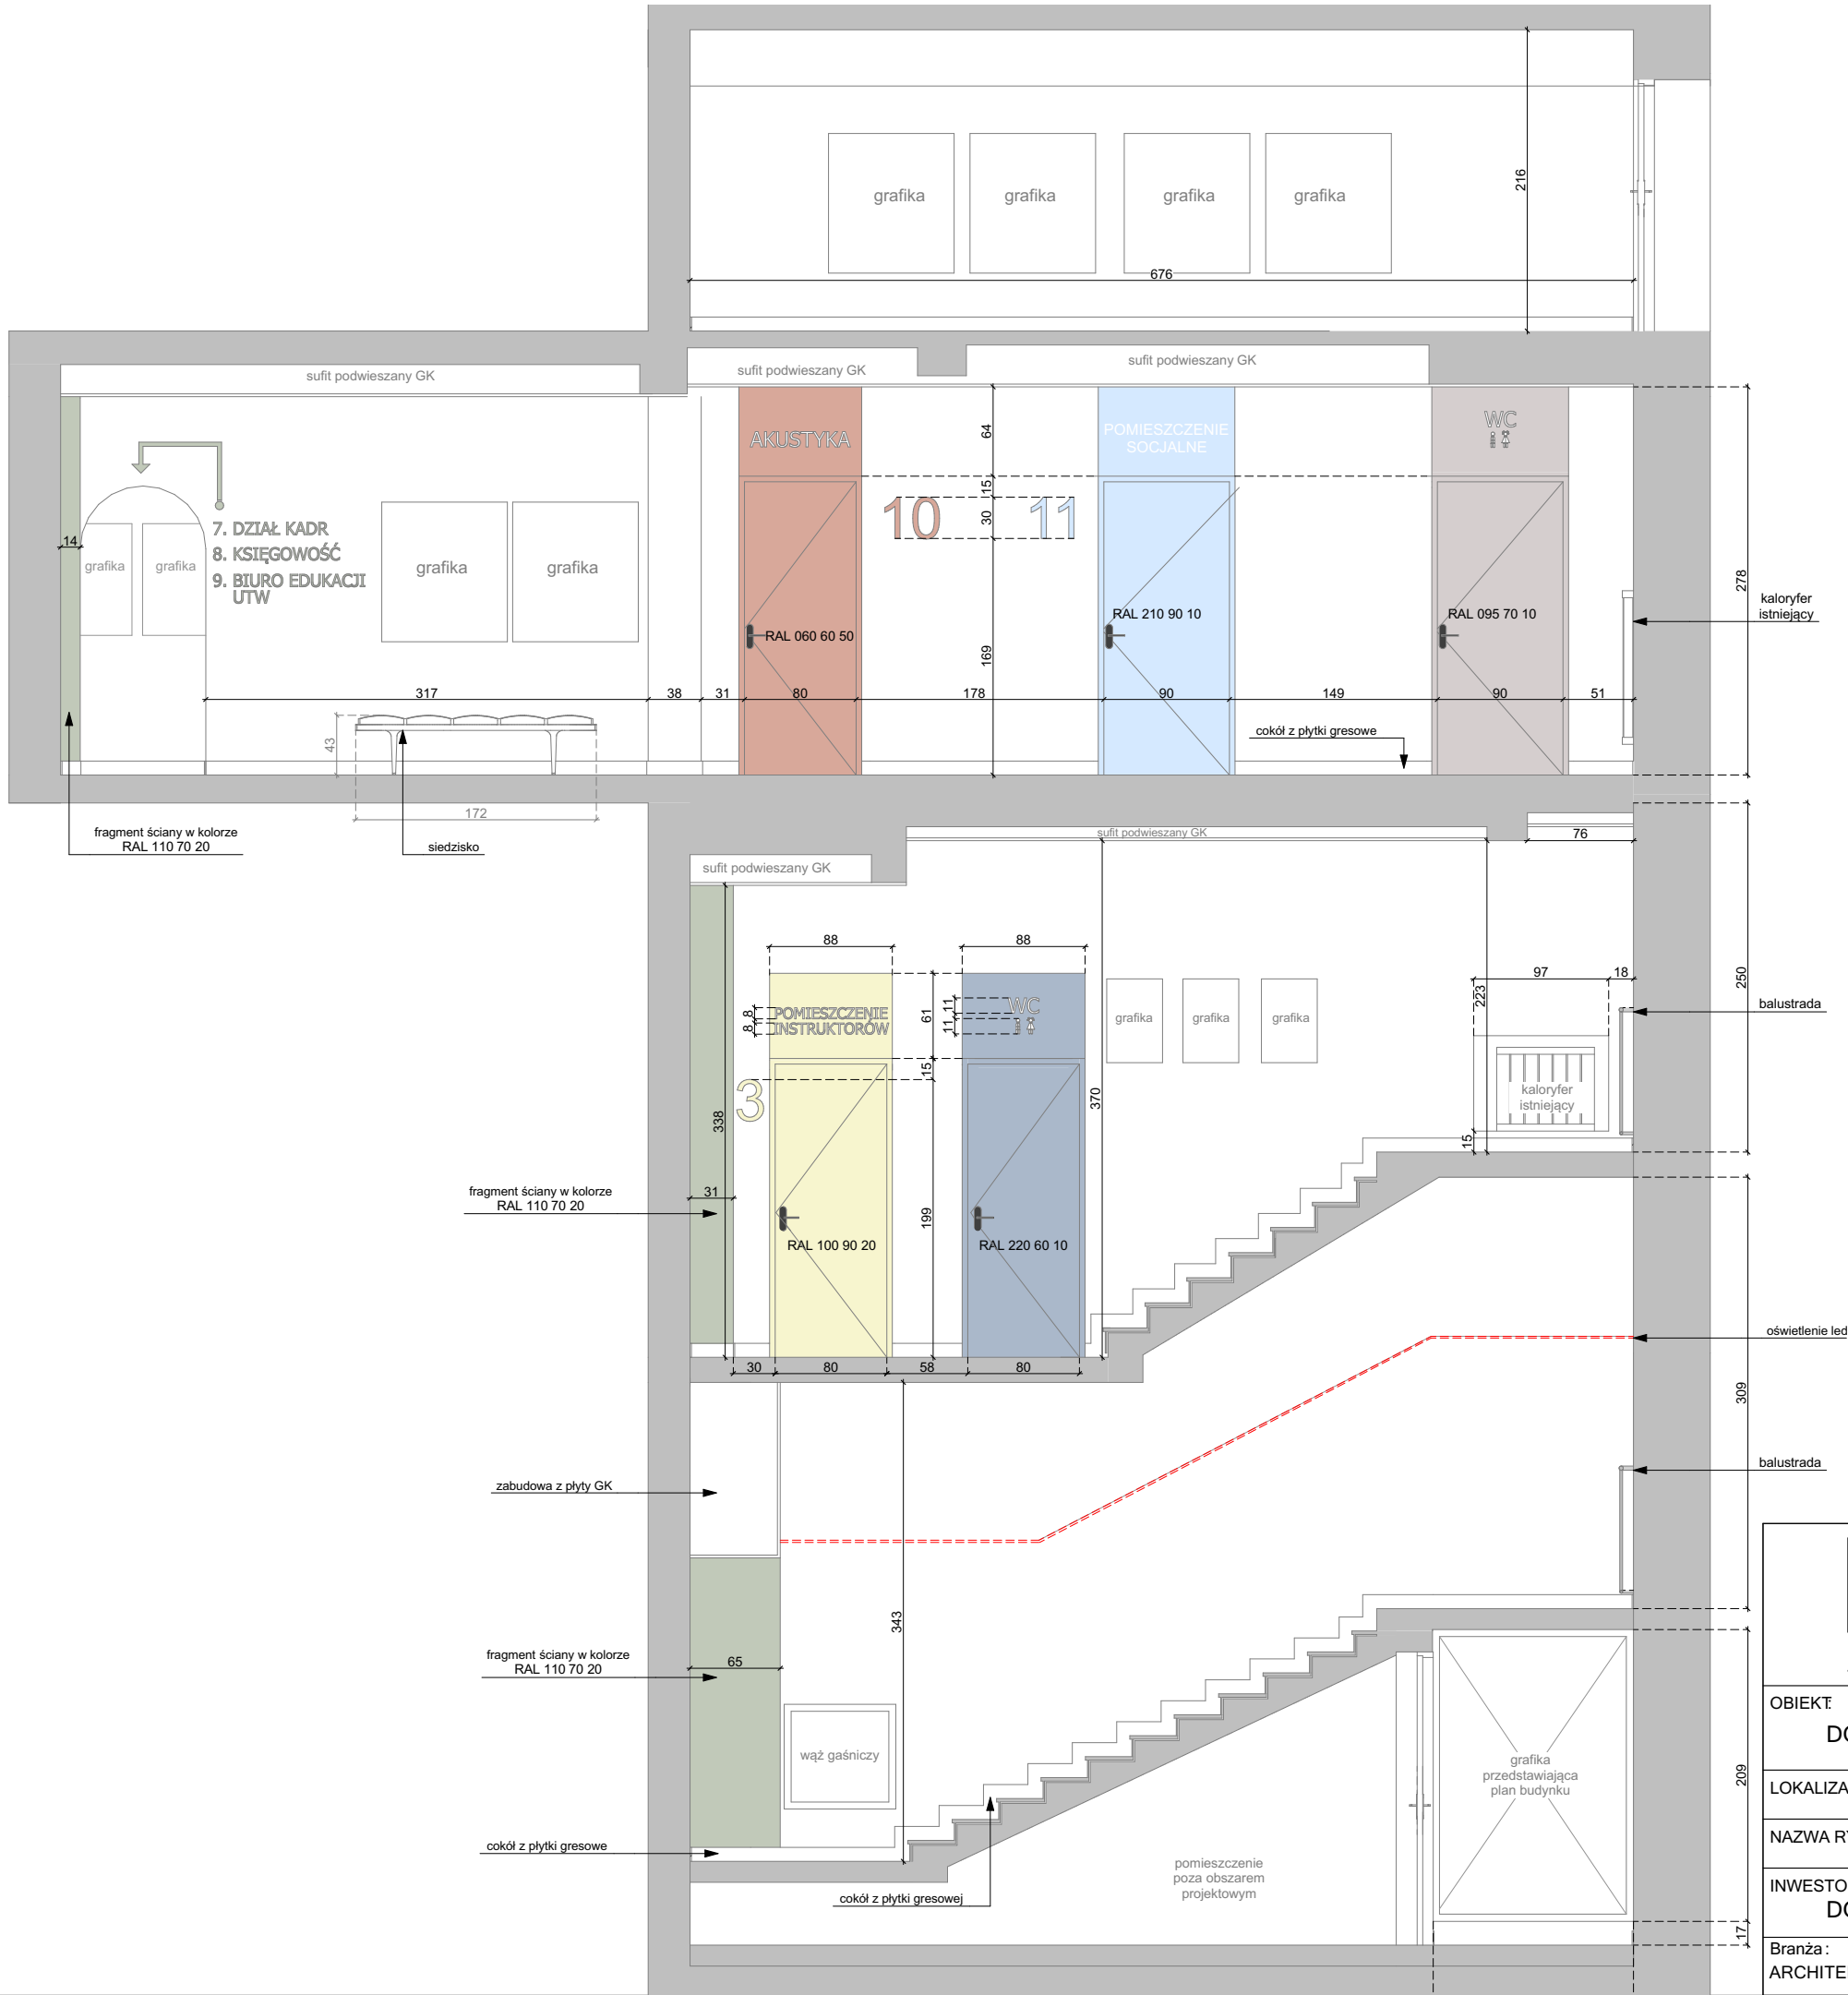 grafika
grafika
grafika
grafika
216
676
sufit podwieszany GK
sufit podwieszany GK
sufit podwieszany GK
AKUSTYKA
POMIESZCZENIE
SOCJALNE
WC
64
15
30
169
10
11
7. DZIAŁ KADR
8. KSIĘGOWOŚĆ
9. BIURO EDUKACJI
UTW
14
grafika
grafika
grafika
grafika
RAL 060 60 50
RAL 210 90 10
RAL 095 70 10
278
kaloryfer
istniejący
317
38
31
80
178
90
149
90
51
43
172
cokół z płytki gresowe
fragment ściany w kolorze
RAL 110 70 20
siedzisko
sufit podwieszany GK
76
sufit podwieszany GK
88
88
97
18
250
223
balustrada
8
8
POMIESZCZENIE
INSTRUKTORÓW
61
11
11
WC
grafika
grafika
grafika
15
3
338
370
kaloryfer
istniejący
15
fragment ściany w kolorze
RAL 110 70 20
31
199
RAL 100 90 20
RAL 220 60 10
30
80
58
80
oświetlenie led
309
zabudowa z płyty GK
balustrada
343
fragment ściany w kolorze
RAL 110 70 20
65
wąż gaśniczy
grafika
przedstawiająca
plan budynku
209
cokół z płytki gresowe
cokół z płytki gresowej
pomieszczenie
poza obszarem
projektowym
17
OBIEKT:
DO
LOKALIZA
NAZWA RY
INWESTO
DO
Branża :
ARCHITE